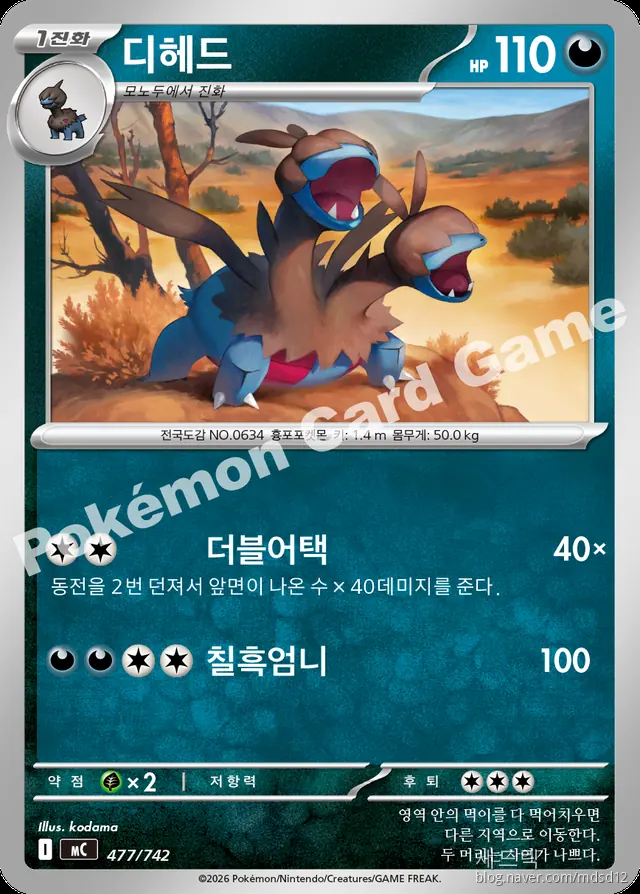 1진화
디헤드
HP 110
모노두에서 진화
전국도감 NO.0634 흉포포켓몬 키: 1.4 m 몸무게: 50.0 kg
Pokémon Card Game
더블어택 40×
동전을 2번 던져서 앞면이 나온 수 × 40데미지를 준다.
칠흑엄니 100
약점 ×2 저항력 후퇴
영역 안의 먹이를 다 먹어치우면
다른 지역으로 이동한다.
두 머리는 사이가 나쁘다.
Illus. kodama
I MC 477/742
©2026 Pokémon/Nintendo/Creatures/GAME FREAK.
blog.naver.com/mdsd12